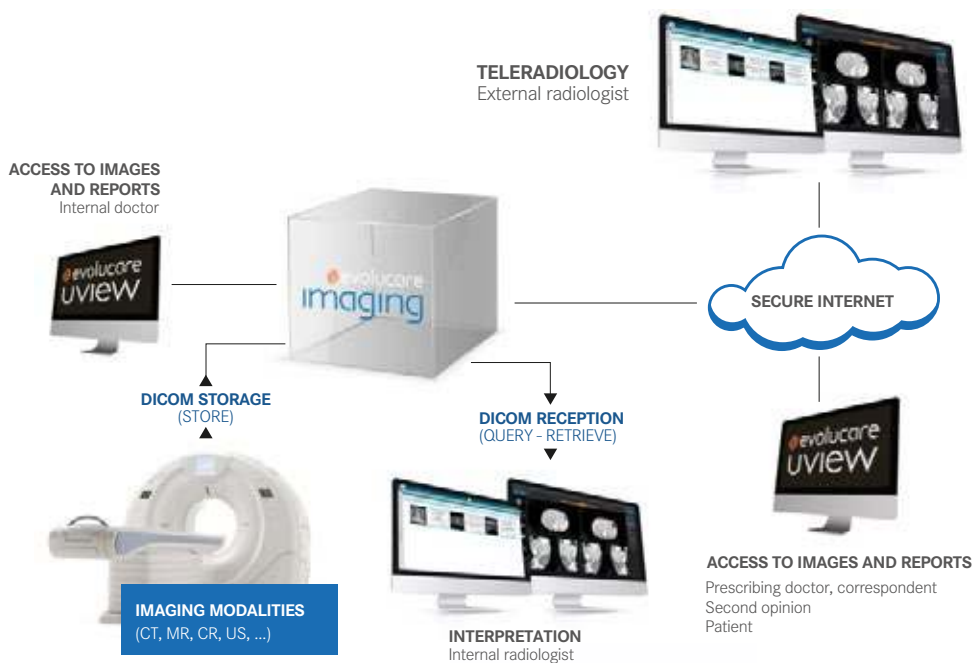 TELERADIOLOGY
External radiologist
ACCESS TO IMAGES
AND REPORTS
Internal doctor
evolucare
uview
evolucare
imaging
SECURE INTERNET
DICOM STORAGE
(STORE)
DICOM RECEPTION
(QUERY - RETRIEVE)
evolucare
uview
IMAGING MODALITIES
(CT, MR, CR, US, ...)
INTERPRETATION
Internal radiologist
ACCESS TO IMAGES AND REPORTS
Prescribing doctor, correspondent
Second opinion
Patient